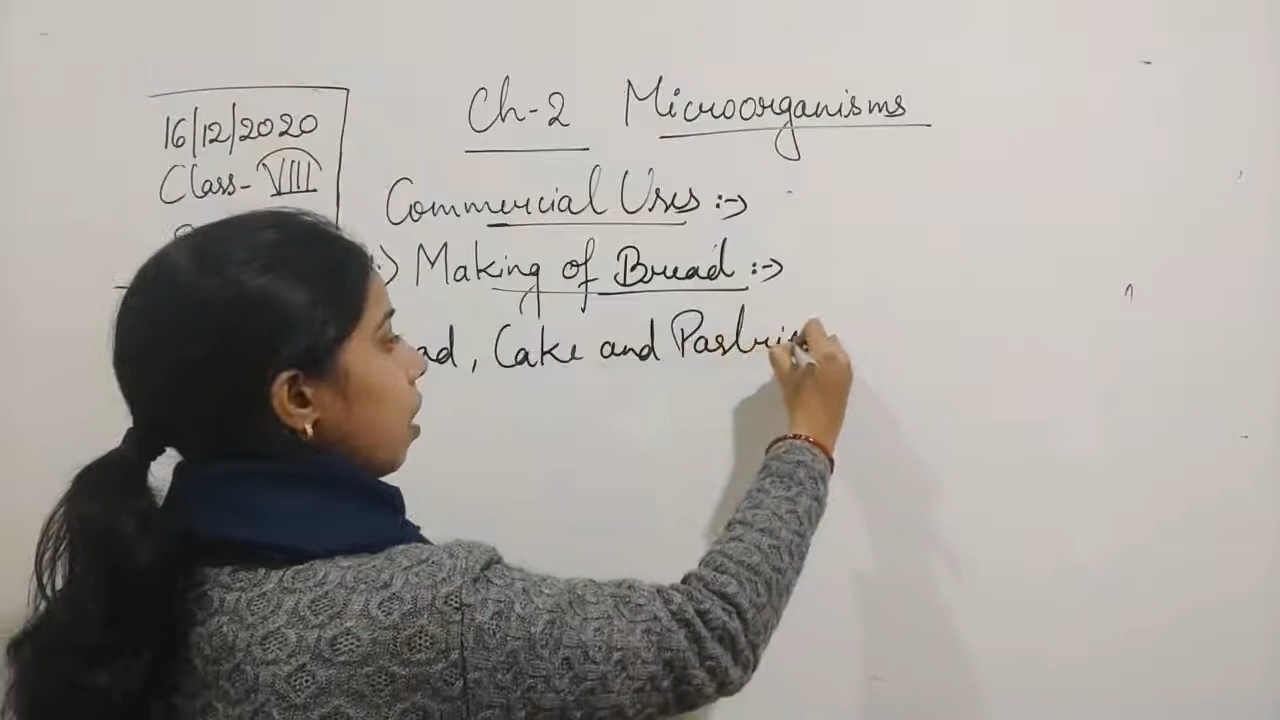 16/12/2020
Class- VIII
Ch-2 Microorganisms
Commercial Uses :->
Making of Bread :->
, Cake and